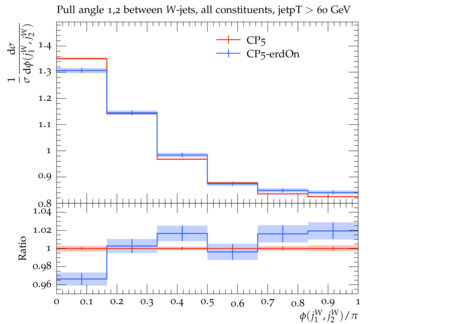 Pull angle 1,2 between W-jets, all constituents, jetpT > 60 GeV
1/σ dσ/dϕ(j₁ᵂ, j₂ᵂ)
CP5
CP5-erdOn
1.4
1.3
1.2
1.1
1
0.9
0.8
Ratio
1.04
1.02
1
0.98
0.96
0 0.1 0.2 0.3 0.4 0.5 0.6 0.7 0.8 0.9 1
ϕ(j₁ᵂ, j₂ᵂ)/π